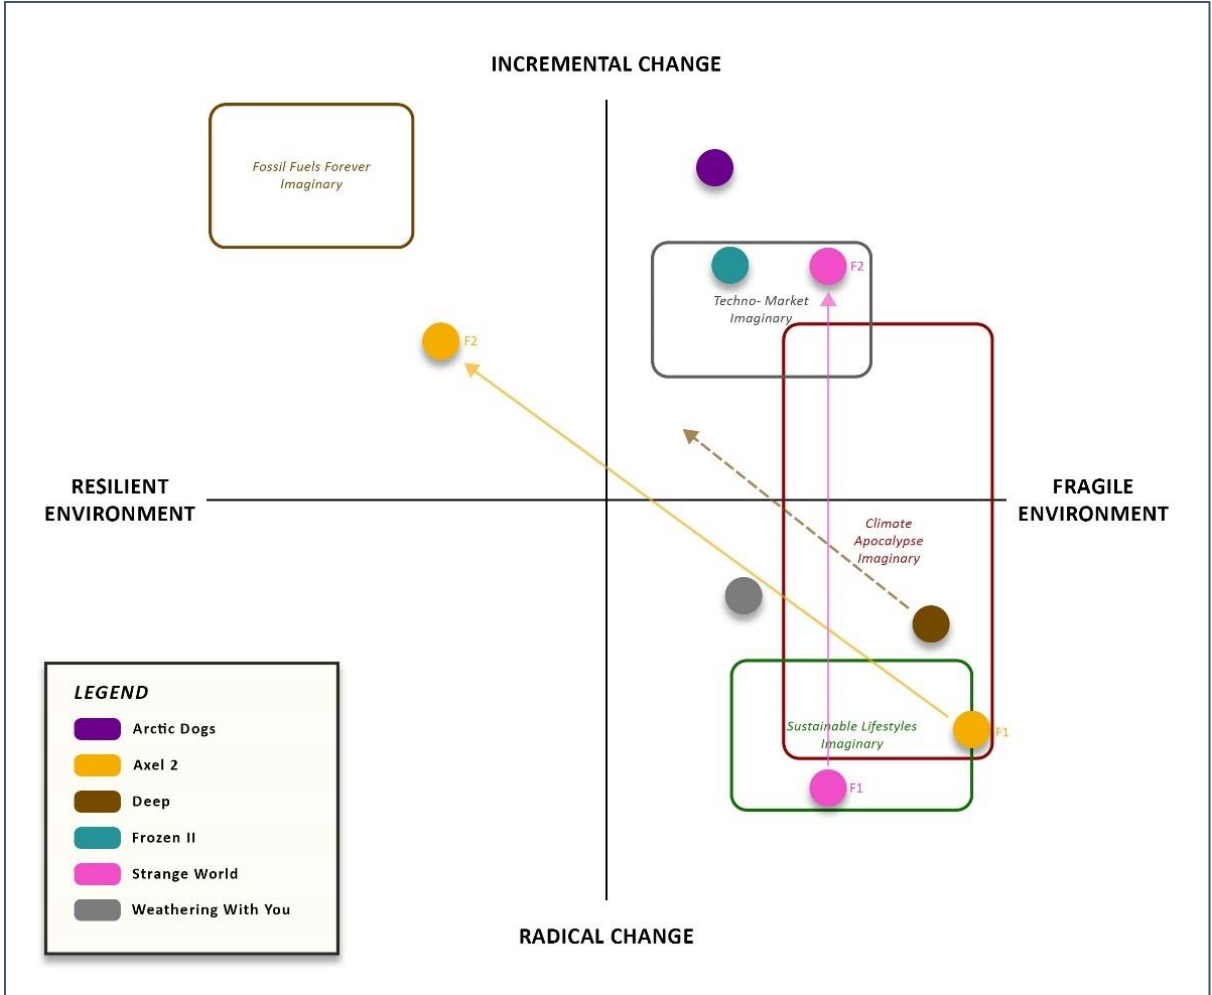 INCREMENTAL CHANGE
Fossil Fuels Forever
Imaginary
F2
Techno- Market
Imaginary
F2
RESILIENT
ENVIRONMENT
FRAGILE
ENVIRONMENT
Climate
Apocalypse
Imaginary
Sustainable Lifestyles
Imaginary
F1
F1
LEGEND
Arctic Dogs
Axel 2
Deep
Frozen II
Strange World
Weathering With You
RADICAL CHANGE